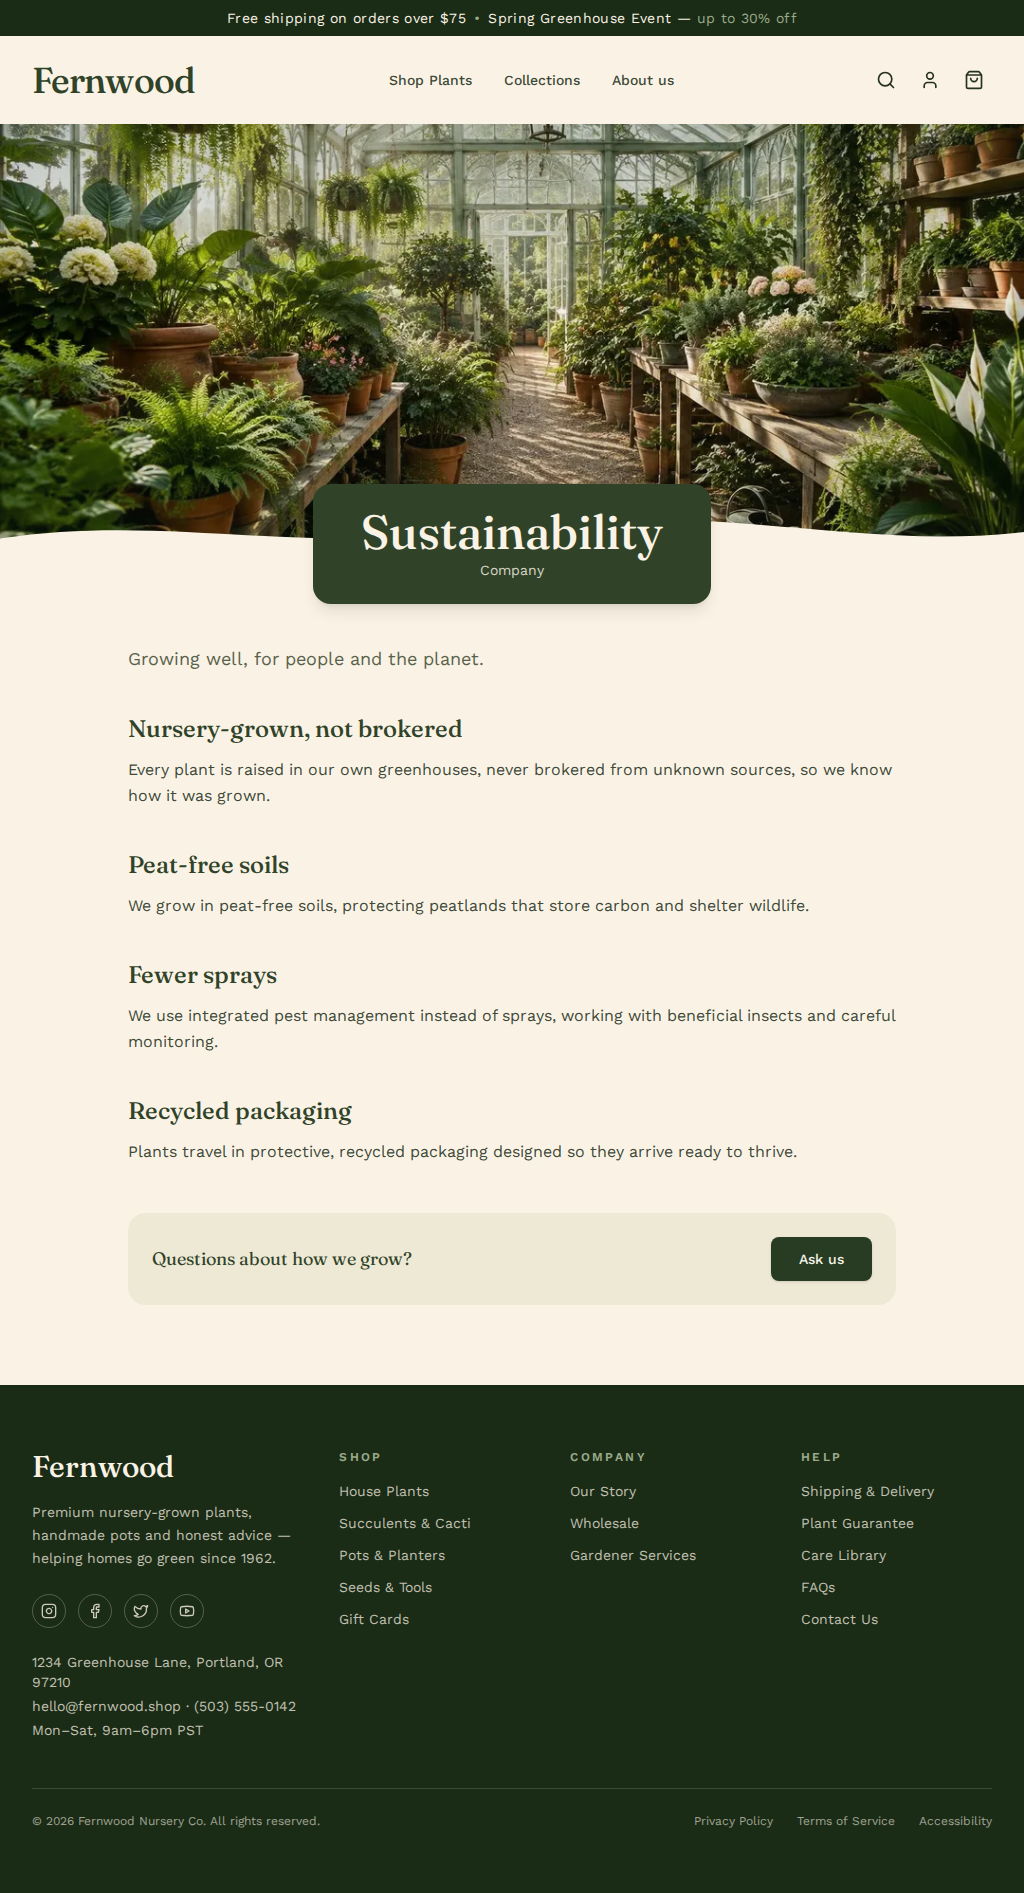 Free shipping on orders over $75 • Spring Greenhouse Event — up to 30% off
Fernwood
Shop Plants
Collections
About us
Sustainability
Company
Growing well, for people and the planet.
Nursery-grown, not brokered
Every plant is raised in our own greenhouses, never brokered from unknown sources, so we know
how it was grown.
Peat-free soils
We grow in peat-free soils, protecting peatlands that store carbon and shelter wildlife.
Fewer sprays
We use integrated pest management instead of sprays, working with beneficial insects and careful
monitoring.
Recycled packaging
Plants travel in protective, recycled packaging designed so they arrive ready to thrive.
Questions about how we grow?
Ask us
Fernwood
Premium nursery-grown plants,
handmade pots and honest advice —
helping homes go green since 1962.
1234 Greenhouse Lane, Portland, OR
97210
hello@fernwood.shop · (503) 555-0142
Mon–Sat, 9am–6pm PST
SHOP
House Plants
Succulents & Cacti
Pots & Planters
Seeds & Tools
Gift Cards
COMPANY
Our Story
Wholesale
Gardener Services
HELP
Shipping & Delivery
Plant Guarantee
Care Library
FAQs
Contact Us
© 2026 Fernwood Nursery Co. All rights reserved.
Privacy Policy
Terms of Service
Accessibility